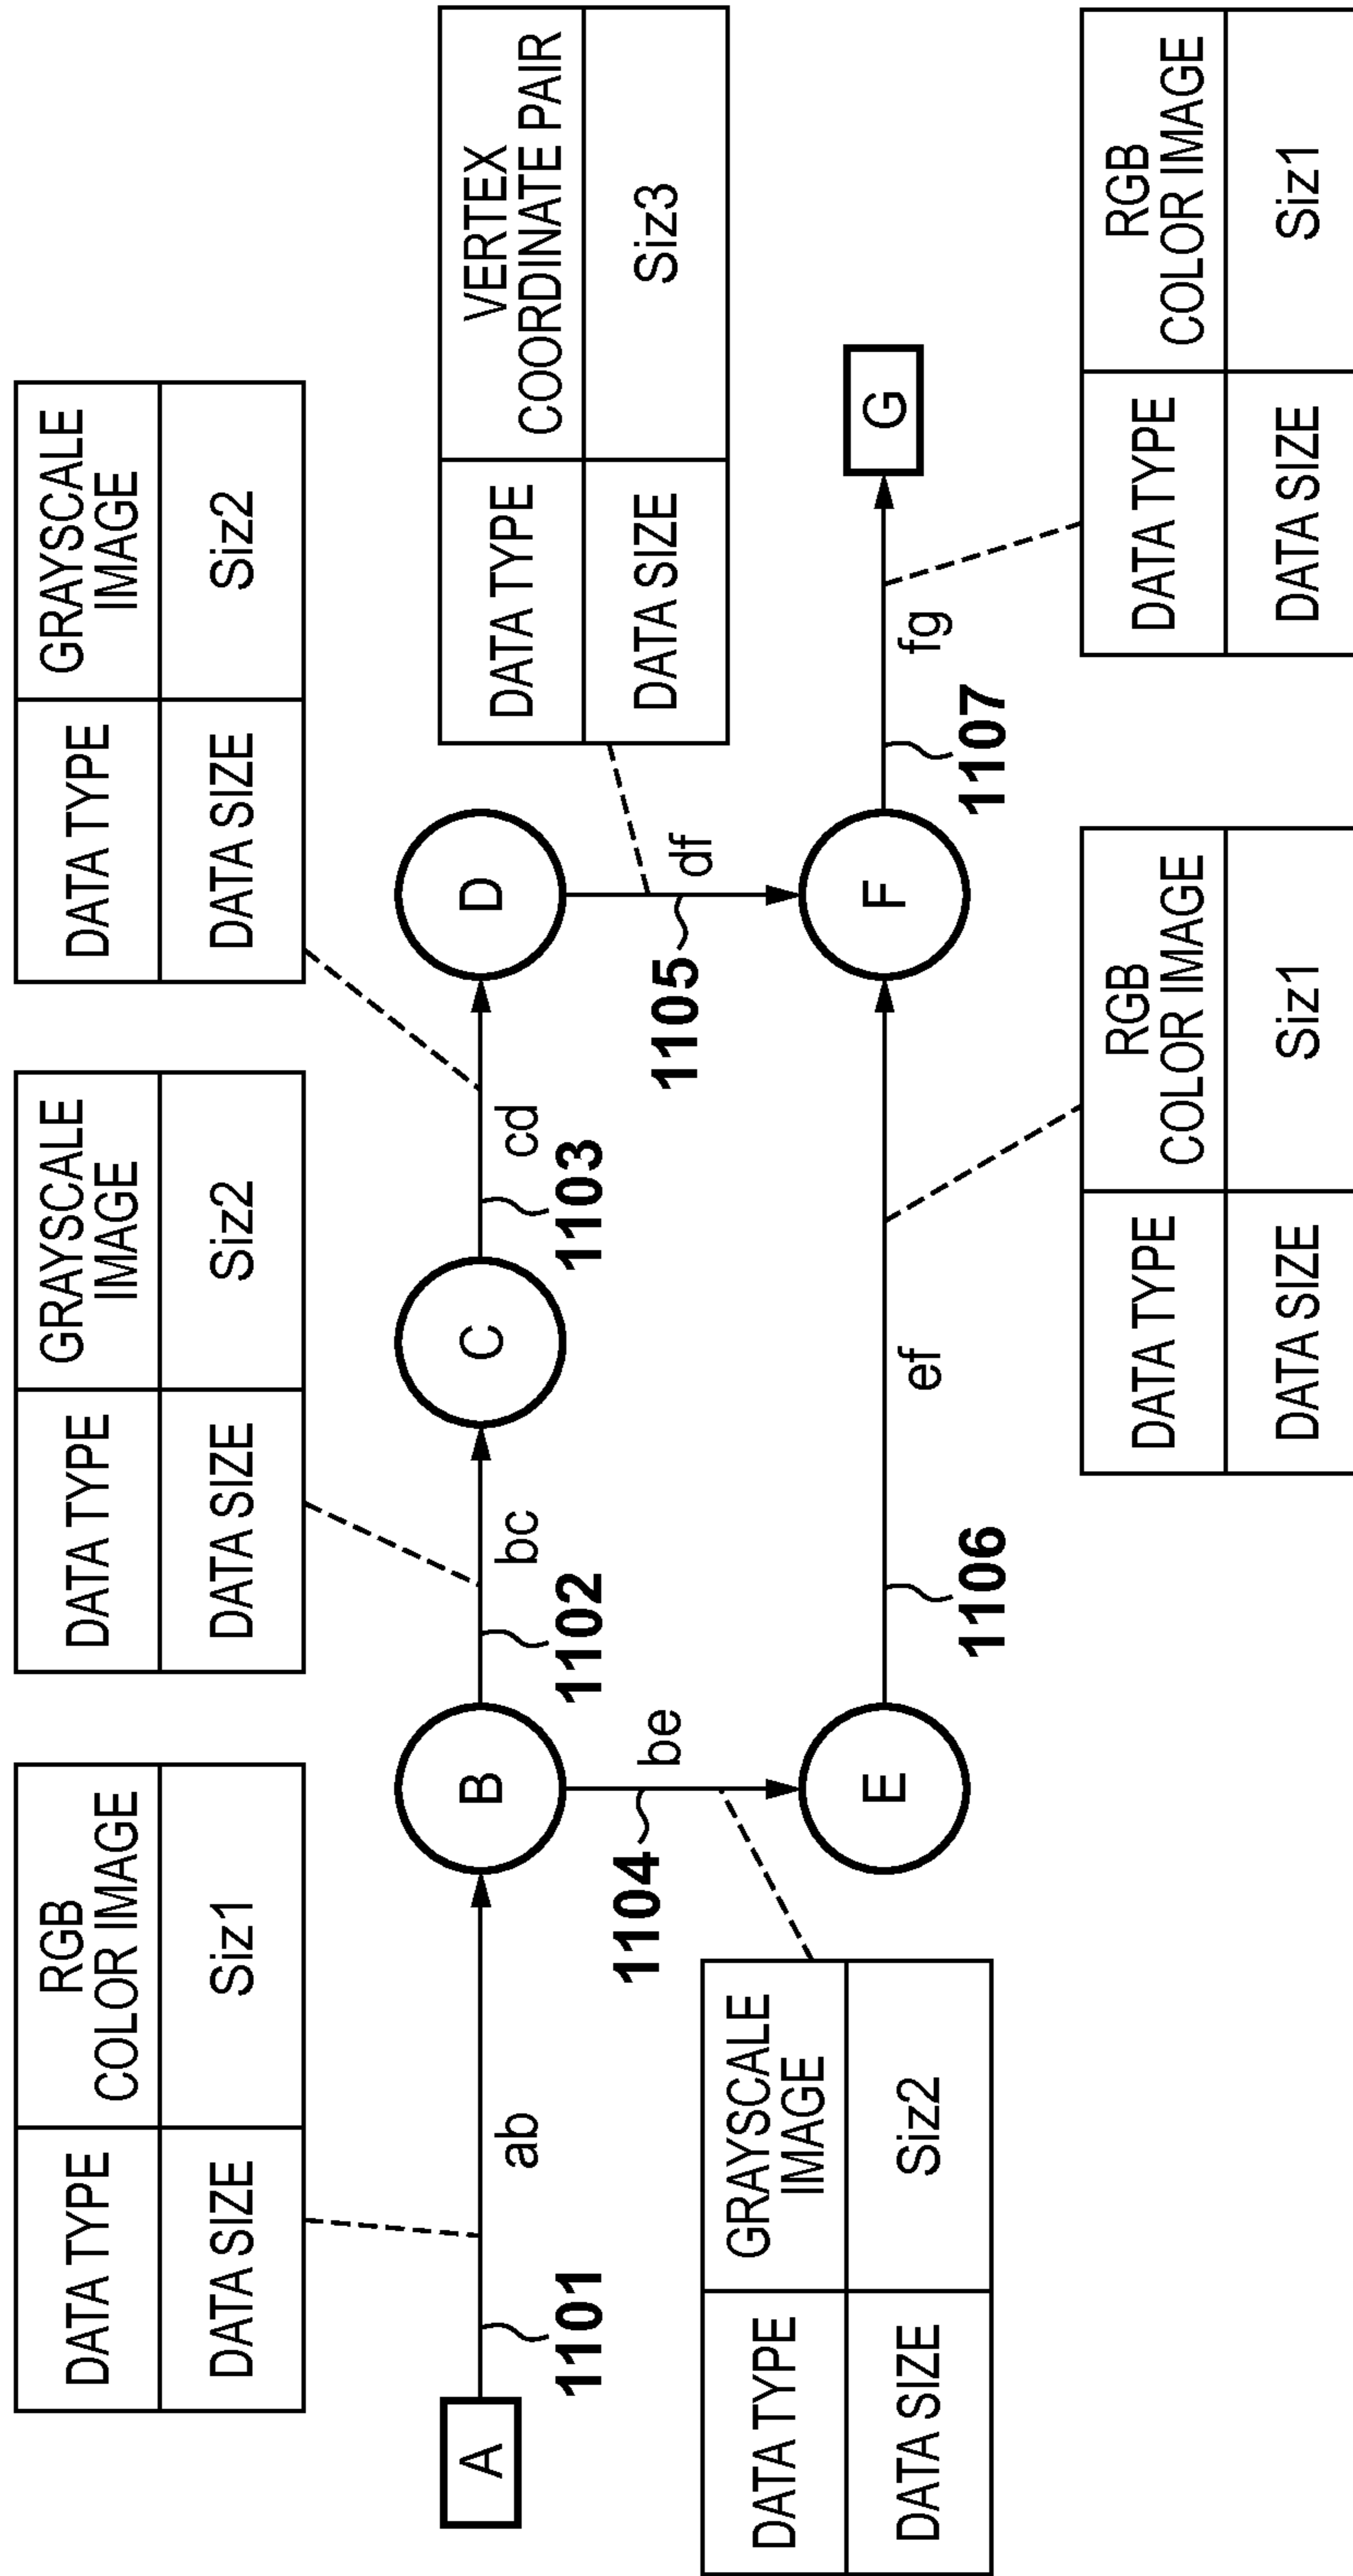 DATA TYPE
RGB
COLOR IMAGE
DATA SIZE
Siz1
DATA TYPE
GRAYSCALE
IMAGE
DATA SIZE
Siz2
DATA TYPE
GRAYSCALE
IMAGE
DATA SIZE
Siz2
A
1101
ab
B
1102
bc
C
1103
cd
D
DATA TYPE
VERTEX
COORDINATE PAIR
DATA SIZE
Siz3
1104
be
1105
df
DATA TYPE
GRAYSCALE
IMAGE
DATA SIZE
Siz2
E
1106
ef
F
1107
fg
G
DATA TYPE
RGB
COLOR IMAGE
DATA SIZE
Siz1
DATA TYPE
RGB
COLOR IMAGE
DATA SIZE
Siz1